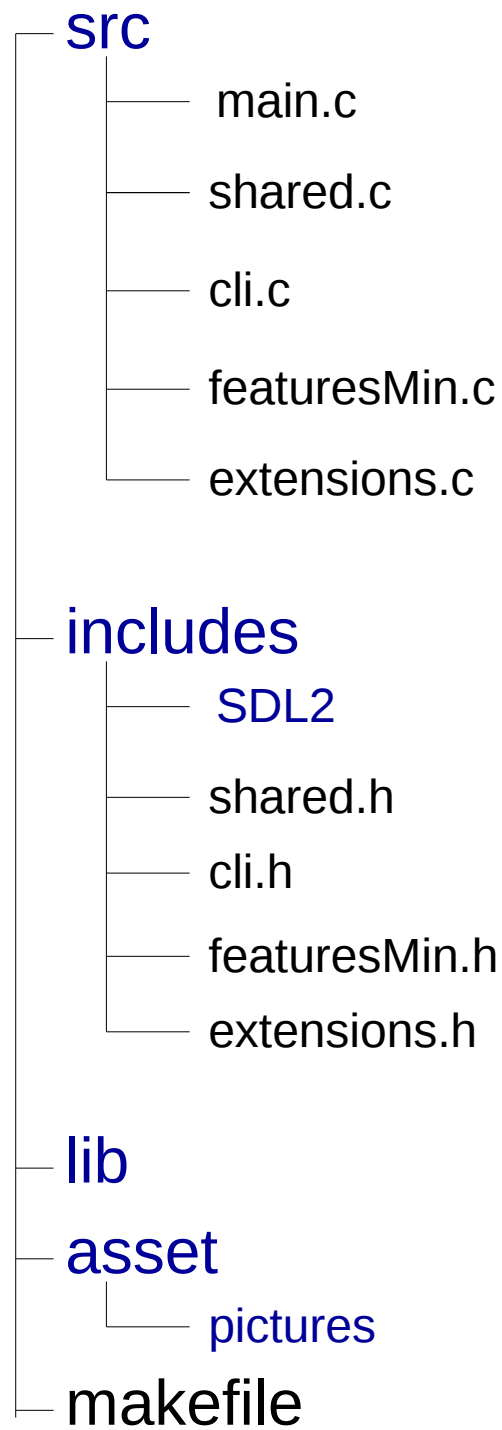 src
main.c
shared.c
cli.c
featuresMin.c
extensions.c
includes
SDL2
shared.h
cli.h
featuresMin.h
extensions.h
lib
asset
pictures
makefile